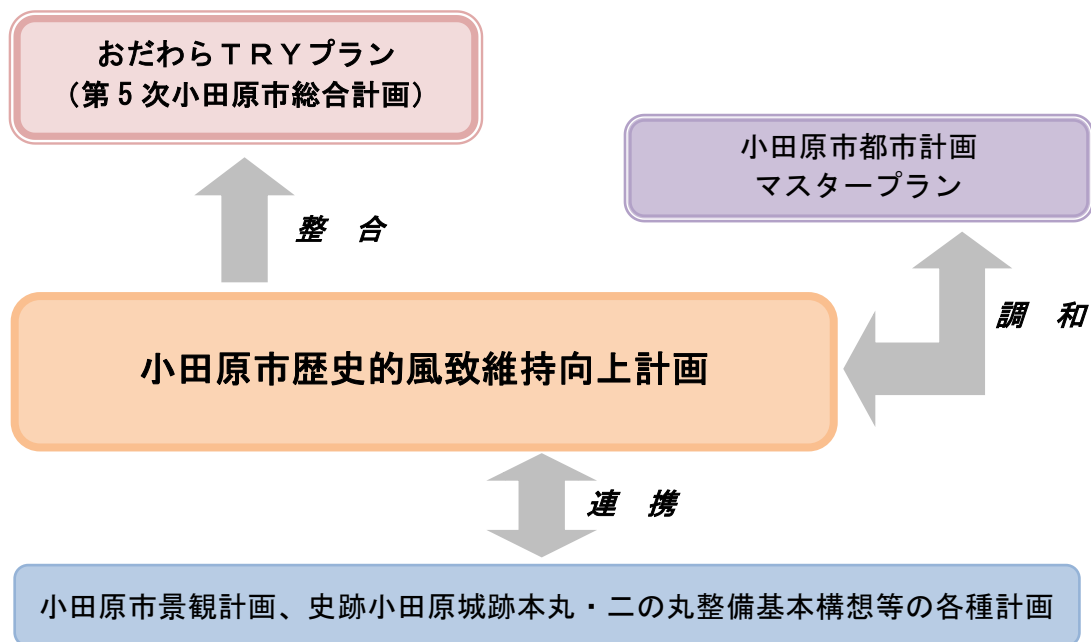 おだわらＴＲＹプラン
（第５次小田原市総合計画）
小田原市都市計画
マスタープラン
整　合
調　和
小田原市歴史的風致維持向上計画
連　携
小田原市景観計画、史跡小田原城跡本丸・二の丸整備基本構想等の各種計画